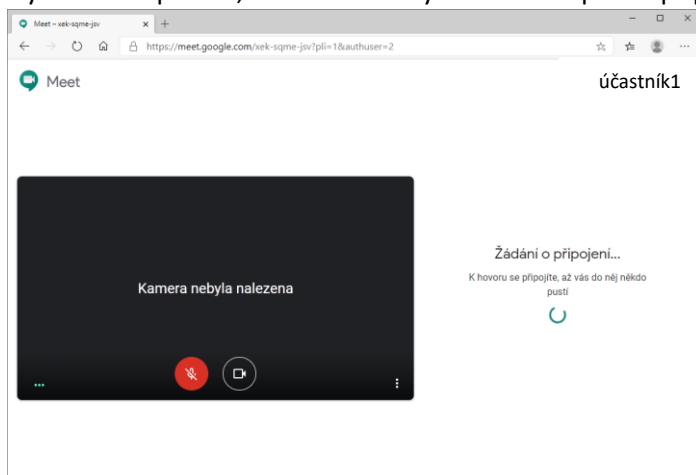 Meet – xek-sqme-jsv
https://meet.google.com/xek-sqme-jsv?pli=1&authuser=2
Meet
účastník1
Kamera nebyla nalezena
Žádání o připojení...
K hovoru se připojíte, až vás do něj někdo
pustí